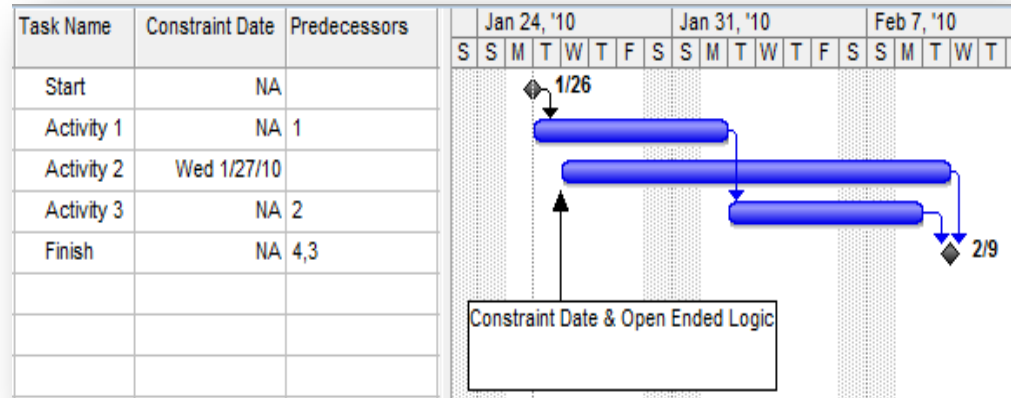 Task Name Constraint Date Predecessors Jan 24, '10 Jan 31, '10 Feb 7, '10
S S M T W T F S S M T W T F S S M T W T
Start NA 1/26
Activity 1 NA 1
Activity 2 Wed 1/27/10
Activity 3 NA 2
Finish NA 4,3 2/9
Constraint Date & Open Ended Logic